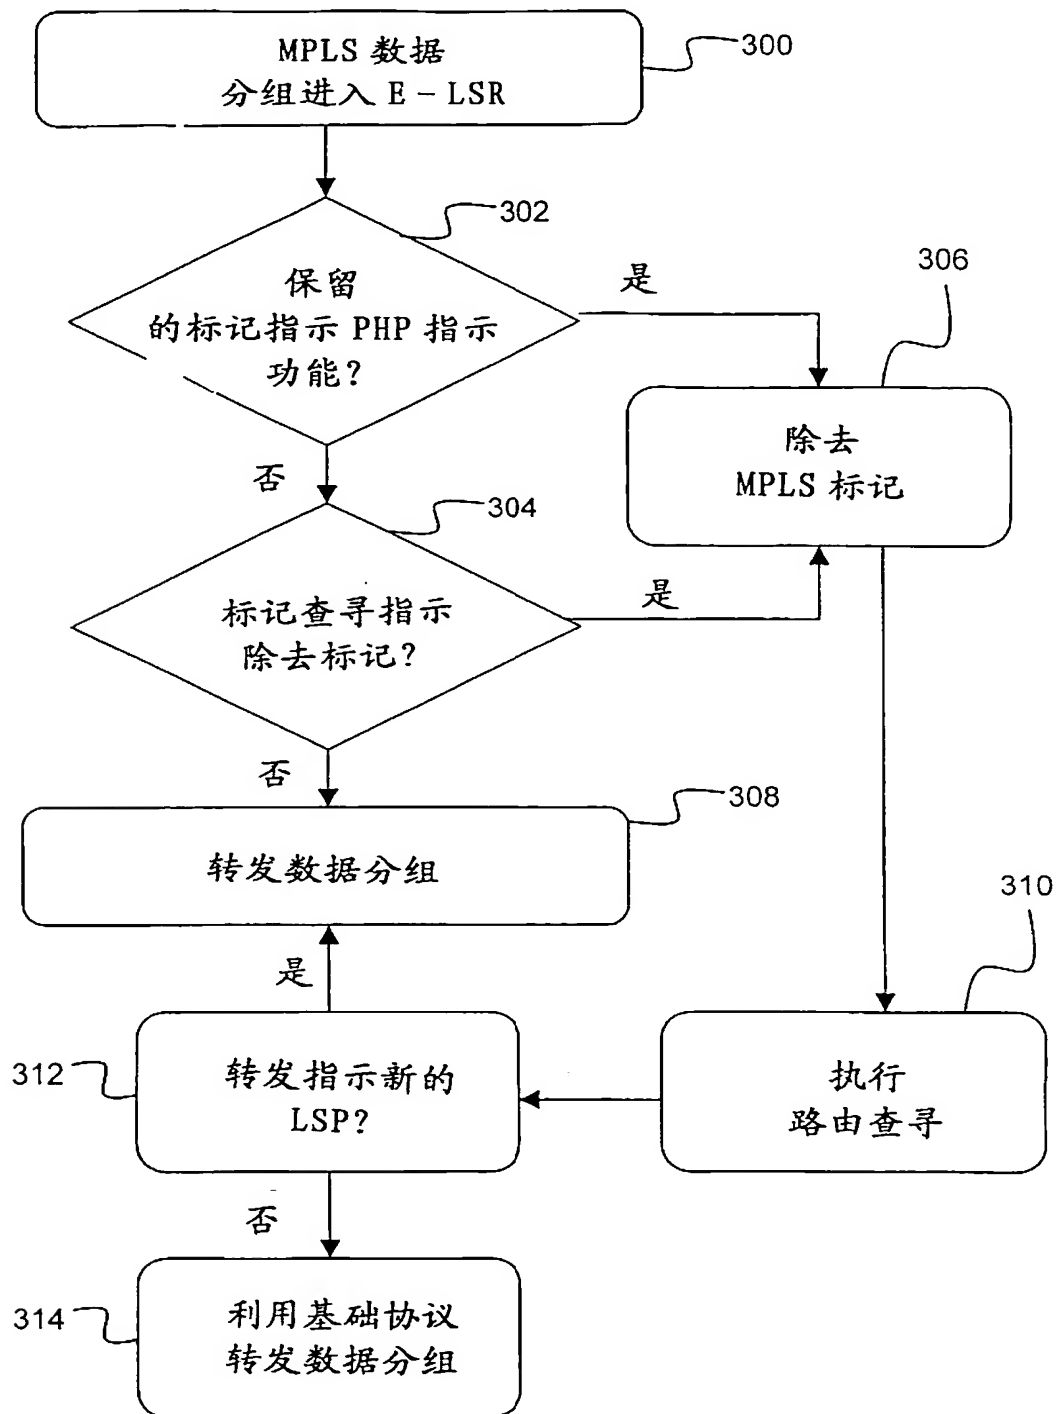 MPLS 数据
分组进入 E-LSR
300
302
保留
的标记指示 PHP 指示
功能?
是
306
除去
MPLS 标记
否
304
标记查寻指示
除去标记?
是
否
308
转发数据分组
310
是
312
转发指示新的
LSP?
执行
路由查寻
否
314
利用基础协议
转发数据分组